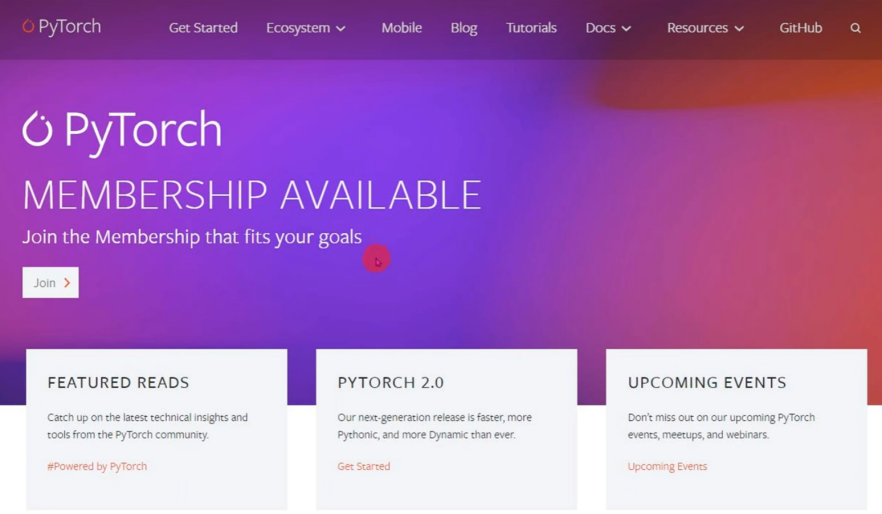 PyTorch
Get Started
Ecosystem
Mobile
Blog
Tutorials
Docs
Resources
GitHub
PyTorch
MEMBERSHIP AVAILABLE
Join the Membership that fits your goals
Join
FEATURED READS
Catch up on the latest technical insights and
tools from the PyTorch community.
#Powered by PyTorch
PYTORCH 2.0
Our next-generation release is faster, more
Pythonic, and more Dynamic than ever.
Get Started
UPCOMING EVENTS
Don't miss out on our upcoming PyTorch
events, meetups, and webinars.
Upcoming Events